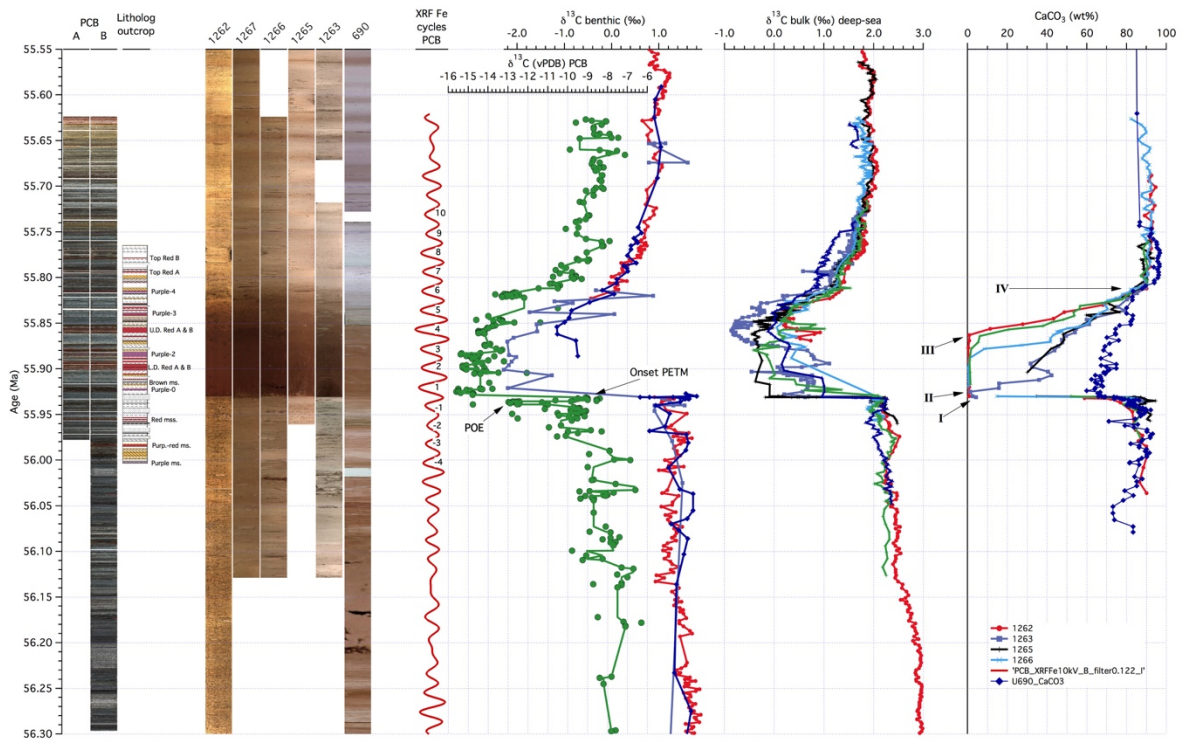 PCB
A B
Litholog
outcrop
1262
1267
1266
1265
1263
690
XRF Fe
cycles
PCB
δ¹³C benthic (‰)
-2.0 -1.0 0.0 1.0
δ¹³C (vPDB) PCB
-16 -15 -14 -13 -12 -11 -10 -9 -8 -7 -6
δ¹³C bulk (‰) deep-sea
-1.0 0.0 1.0 2.0 3.0
CaCO₃ (wt%)
0 20 40 60 80 100
Age (Ma)
55.55
55.60
55.65
55.70
55.75
55.80
55.85
55.90
55.95
56.00
56.05
56.10
56.15
56.20
56.25
56.30
Top Red B
Top Red A
Purple-4
Purple-3
U.D. Red A & B
Purple-2
L.D. Red A & B
Brown ms.
Purple-0
Red mss.
Purp.-red ms.
Purple ms.
10
9
8
7
6
5
4
3
2
1
-1
-2
-3
-4
Onset PETM
POE
IV
III
II
I
1262
1263
1265
1266
'PCB_XRFFe10kV_B_filter0.122_I'
U690_CaCO3